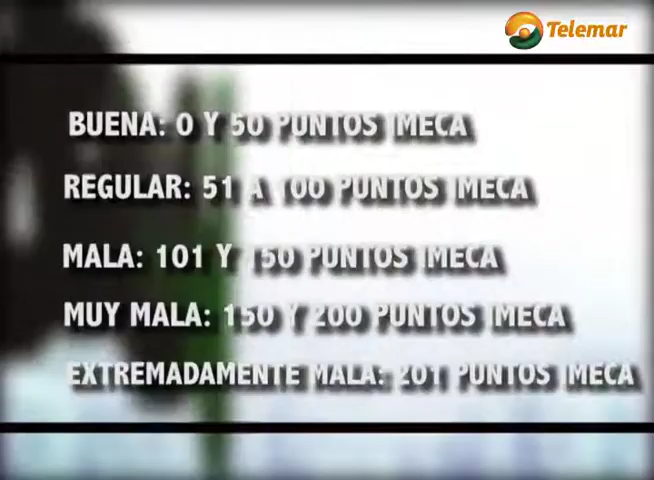 Telemar
BUENA: 0 Y 50 PUNTOS IMECA
REGULAR: 51 A 100 PUNTOS IMECA
MALA: 101 Y 150 PUNTOS IMECA
MUY MALA: 150 Y 200 PUNTOS IMECA
EXTREMADAMENTE MALA: 201 PUNTOS IMECA